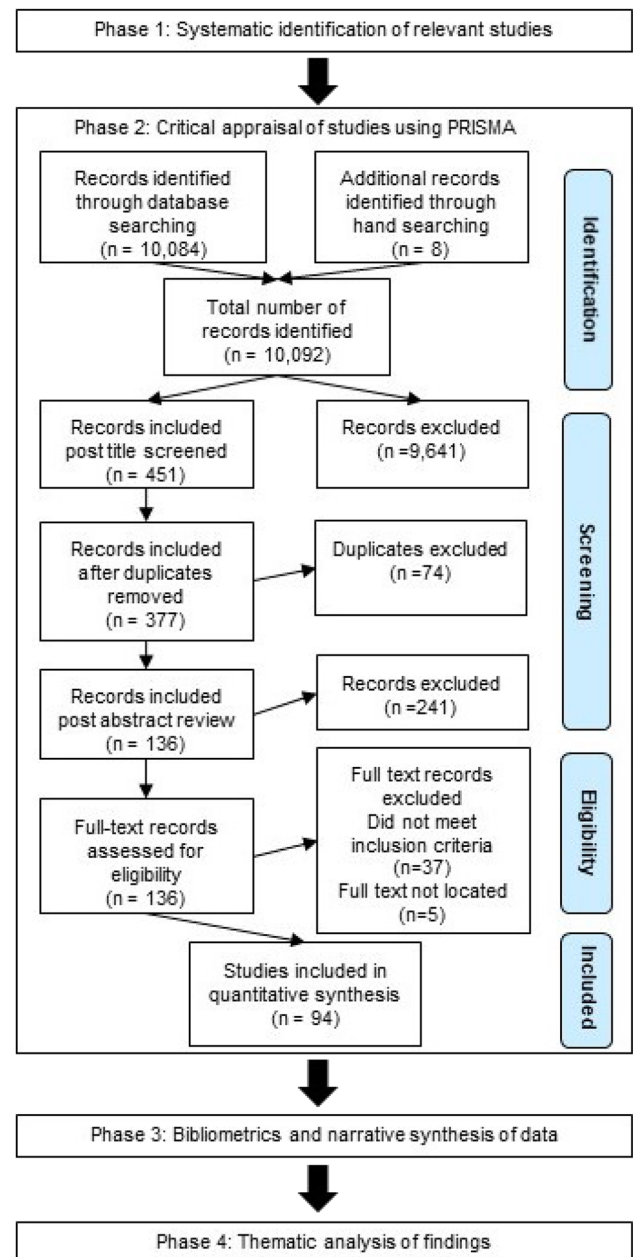 Phase 1: Systematic identification of relevant studies
Phase 2: Critical appraisal of studies using PRISMA
Records identified
through database
searching
(n = 10,084)
Additional records
identified through
hand searching
(n = 8)
Identification
Total number of
records identified
(n = 10,092)
Records included
post title screened
(n = 451)
Records excluded
(n =9,641)
Screening
Records included
after duplicates
removed
(n = 377)
Duplicates excluded
(n =74)
Records included
post abstract review
(n = 136)
Records excluded
(n =241)
Full-text records
assessed for
eligibility
(n = 136)
Full text records
excluded
Did not meet
inclusion criteria
(n=37)
Full text not located
(n=5)
Eligibility
Studies included in
quantitative synthesis
(n = 94)
Included
Phase 3: Bibliometrics and narrative synthesis of data
Phase 4: Thematic analysis of findings